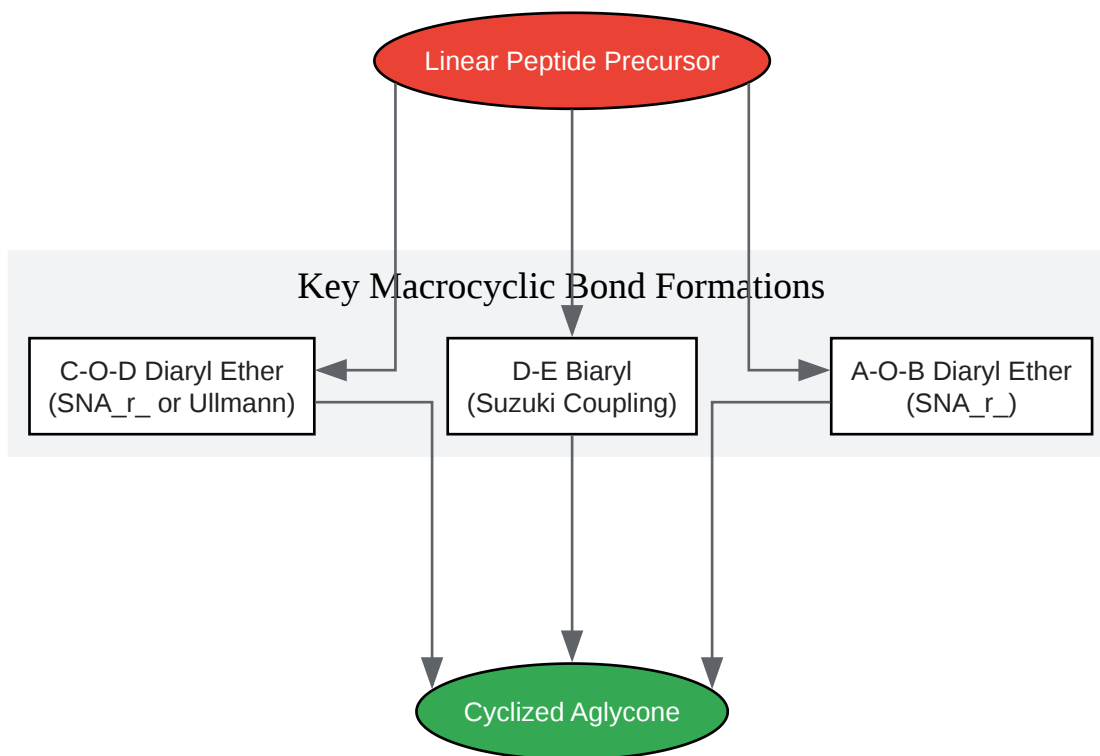 Linear Peptide Precursor
Key Macrocyclic Bond Formations
C-O-D Diaryl Ether
(SNA_r_ or Ullmann)
D-E Biaryl
(Suzuki Coupling)
A-O-B Diaryl Ether
(SNA_r_)
Cyclized Aglycone